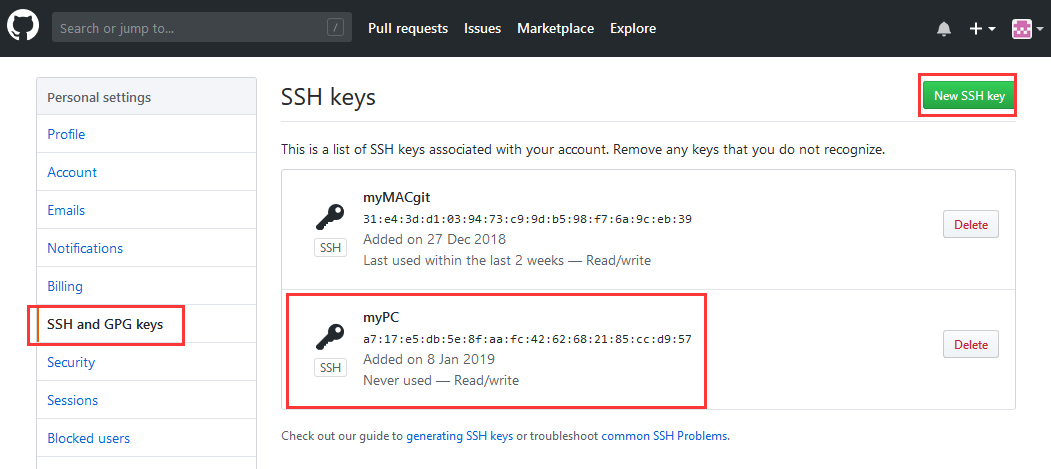 Search or jump to... /
Pull requests Issues Marketplace Explore
Personal settings
Profile
Account
Emails
Notifications
Billing
SSH and GPG keys
Security
Sessions
Blocked users
SSH keys
New SSH key
This is a list of SSH keys associated with your account. Remove any keys that you do not recognize.
myMACgit
31:e4:3d:d1:03:94:73:c9:9d:b5:98:f7:6a:9c:eb:39
Added on 27 Dec 2018
Last used within the last 2 weeks — Read/write
SSH
Delete
myPC
a7:17:e5:db:5e:8f:aa:fc:42:62:68:21:85:cc:d9:57
Added on 8 Jan 2019
Never used — Read/write
SSH
Delete
Check out our guide to generating SSH keys or troubleshoot common SSH Problems.